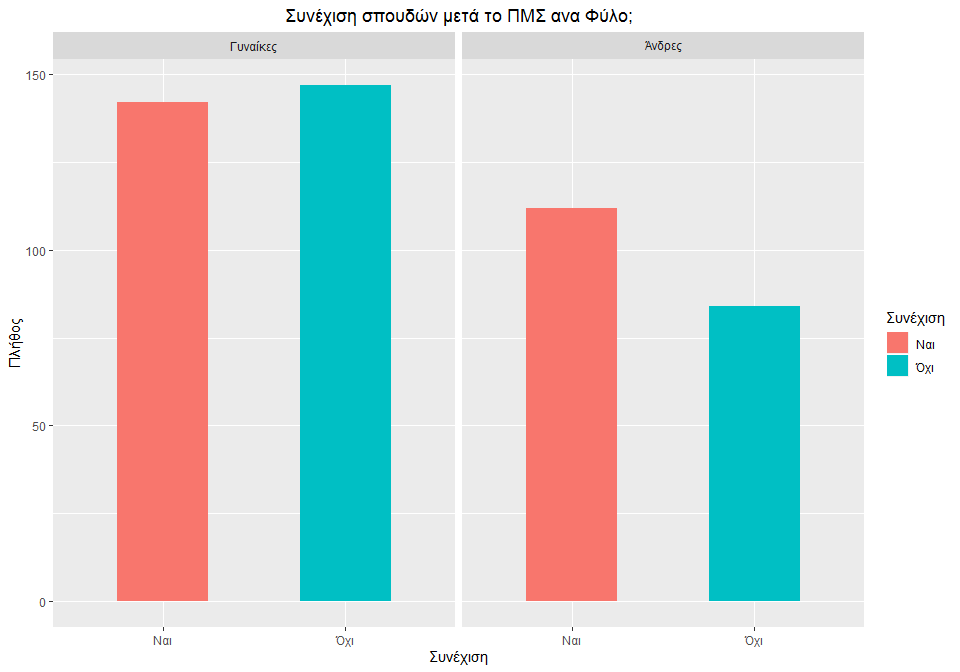 Συνέχιση σπουδών μετά το ΠΜΣ ανα Φύλο;
Γυναίκες
Άνδρες
150
100
50
0
Πλήθος
Ναι
Όχι
Ναι
Όχι
Συνέχιση
Συνέχιση
Ναι
Όχι